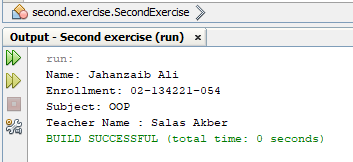 second.exercise.SecondExercise
Output - Second exercise (run) x
run:
Name: Jahanzaib Ali
Enrollment: 02-134221-054
Subject: OOP
Teacher Name : Salas Akber
BUILD SUCCESSFUL (total time: 0 seconds)